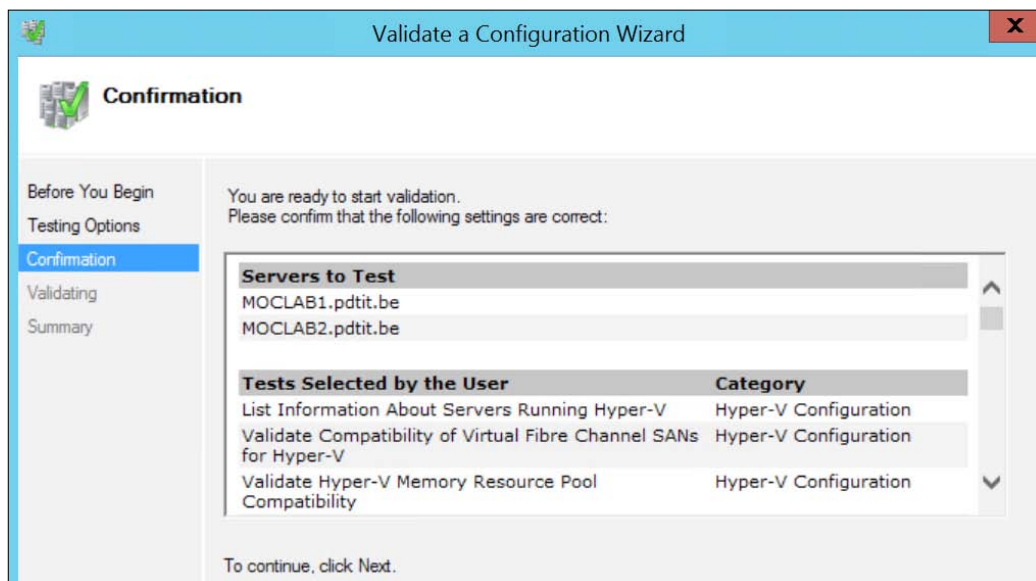 Validate a Configuration Wizard
X
Confirmation
Before You Begin
Testing Options
Confirmation
Validating
Summary
You are ready to start validation.
Please confirm that the following settings are correct:
Servers to Test
MOCLAB1.pdtit.be
MOCLAB2.pdtit.be
Tests Selected by the User Category
List Information About Servers Running Hyper-V Hyper-V Configuration
Validate Compatibility of Virtual Fibre Channel SANs Hyper-V Configuration
for Hyper-V
Validate Hyper-V Memory Resource Pool Hyper-V Configuration
Compatibility
To continue, click Next.